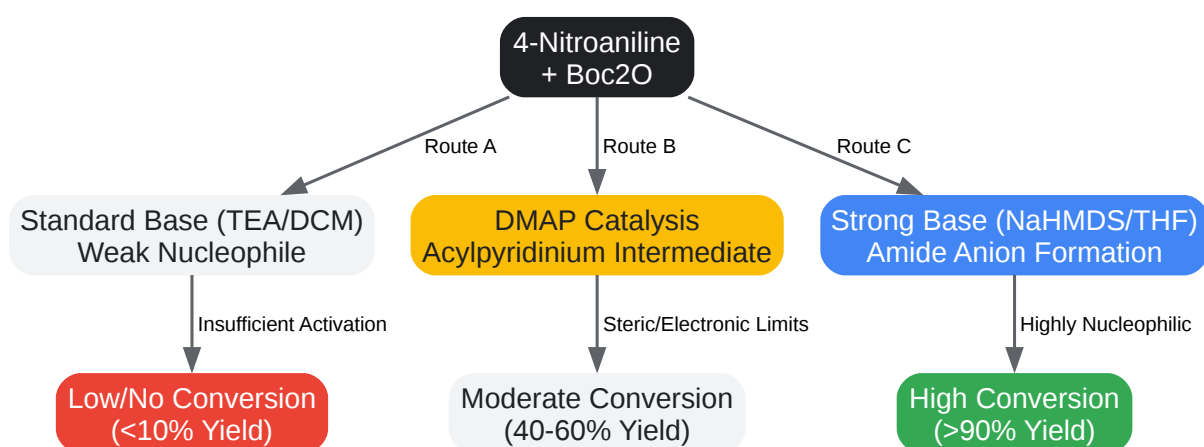 4-Nitroaniline
+ Boc2O
Route A
Route B
Route C
Standard Base (TEA/DCM)
Weak Nucleophile
DMAP Catalysis
Acylpyridinium Intermediate
Strong Base (NaHMDS/THF)
Amide Anion Formation
Insufficient Activation
Steric/Electronic Limits
Highly Nucleophilic
Low/No Conversion
(<10% Yield)
Moderate Conversion
(40-60% Yield)
High Conversion
(>90% Yield)